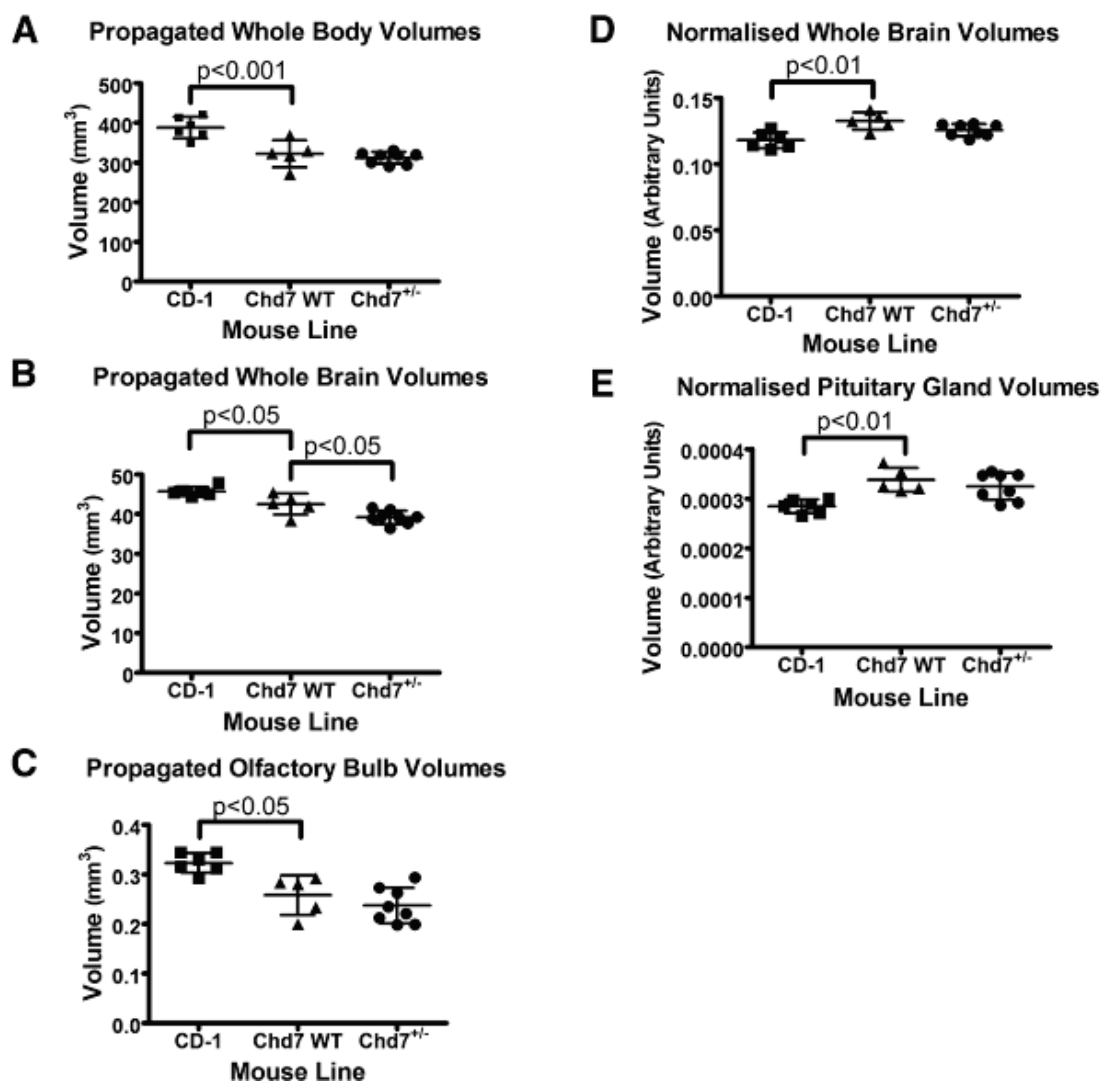 A Propagated Whole Body Volumes
p<0.001
Volume (mm³)
500
400
300
200
100
0
CD-1 Chd7 WT Chd7+/-
Mouse Line
B Propagated Whole Brain Volumes
p<0.05
p<0.05
Volume (mm³)
50
40
30
20
10
0
CD-1 Chd7 WT Chd7+/-
Mouse Line
C Propagated Olfactory Bulb Volumes
p<0.05
Volume (mm³)
0.4
0.3
0.2
0.1
0.0
CD-1 Chd7 WT Chd7+/-
Mouse Line
D Normalised Whole Brain Volumes
p<0.01
Volume (Arbitrary Units)
0.15
0.10
0.05
0.00
CD-1 Chd7 WT Chd7+/-
Mouse Line
E Normalised Pituitary Gland Volumes
p<0.01
Volume (Arbitrary Units)
0.0004
0.0003
0.0002
0.0001
0.0000
CD-1 Chd7 WT Chd7+/-
Mouse Line